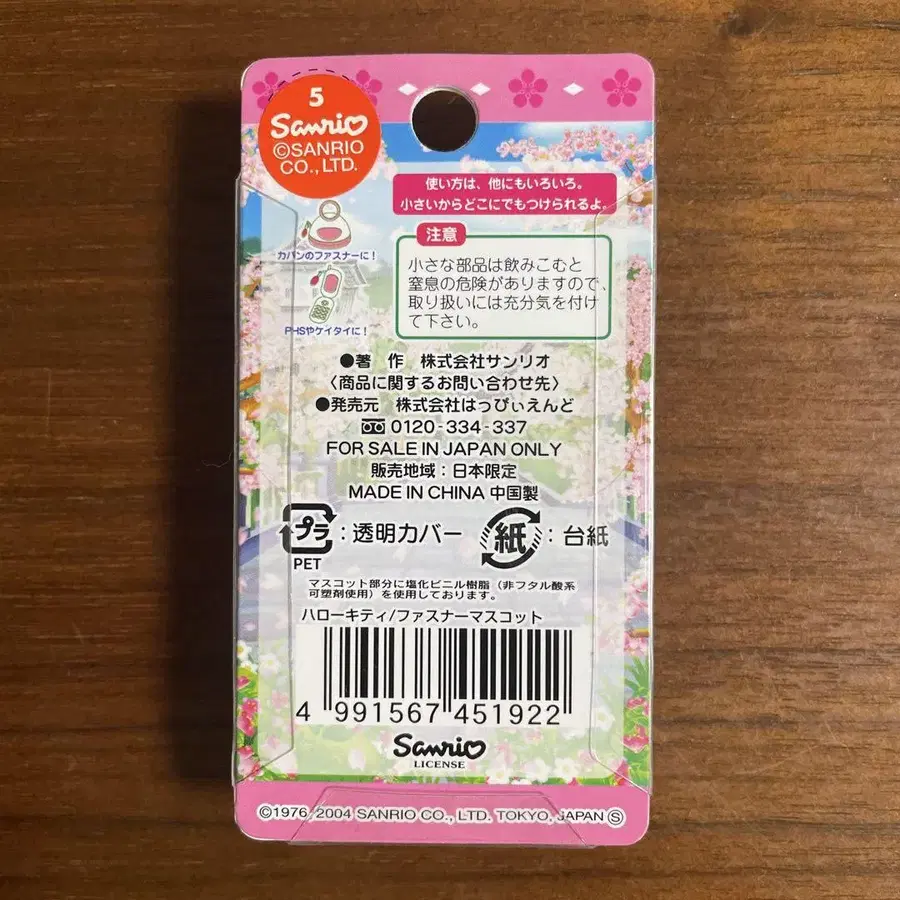 5
Sanrio
©SANRIO
CO., LTD.
使い方は、他にもいろいろ。
小さいからどこにでもつけられるよ。
カバンのファスナーに!
PHSやケイタイに!
注意
小さな部品は飲みこむと
窒息の危険がありますので、
取り扱いには充分気を付け
て下さい。
●著 作 株式会社サンリオ
〈商品に関するお問い合わせ先〉
●発売元 株式会社はっぴぃえんど
0120-334-337
FOR SALE IN JAPAN ONLY
販売地域:日本限定
MADE IN CHINA 中国製
プラ:透明カバー
PET
紙:台紙
マスコット部分に塩化ビニル樹脂(非フタル酸系
可塑剤使用)を使用しております。
ハローキティ/ファスナーマスコット
4 991567 451922
Sanrio
LICENSE
©1976, 2004 SANRIO CO., LTD. TOKYO, JAPAN Ⓢ